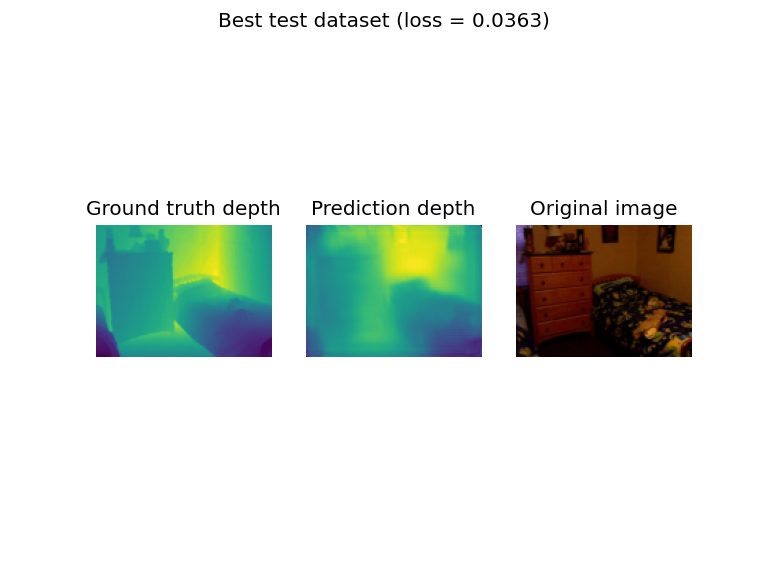 Best test dataset (loss = 0.0363)
Ground truth depth
Prediction depth
Original image